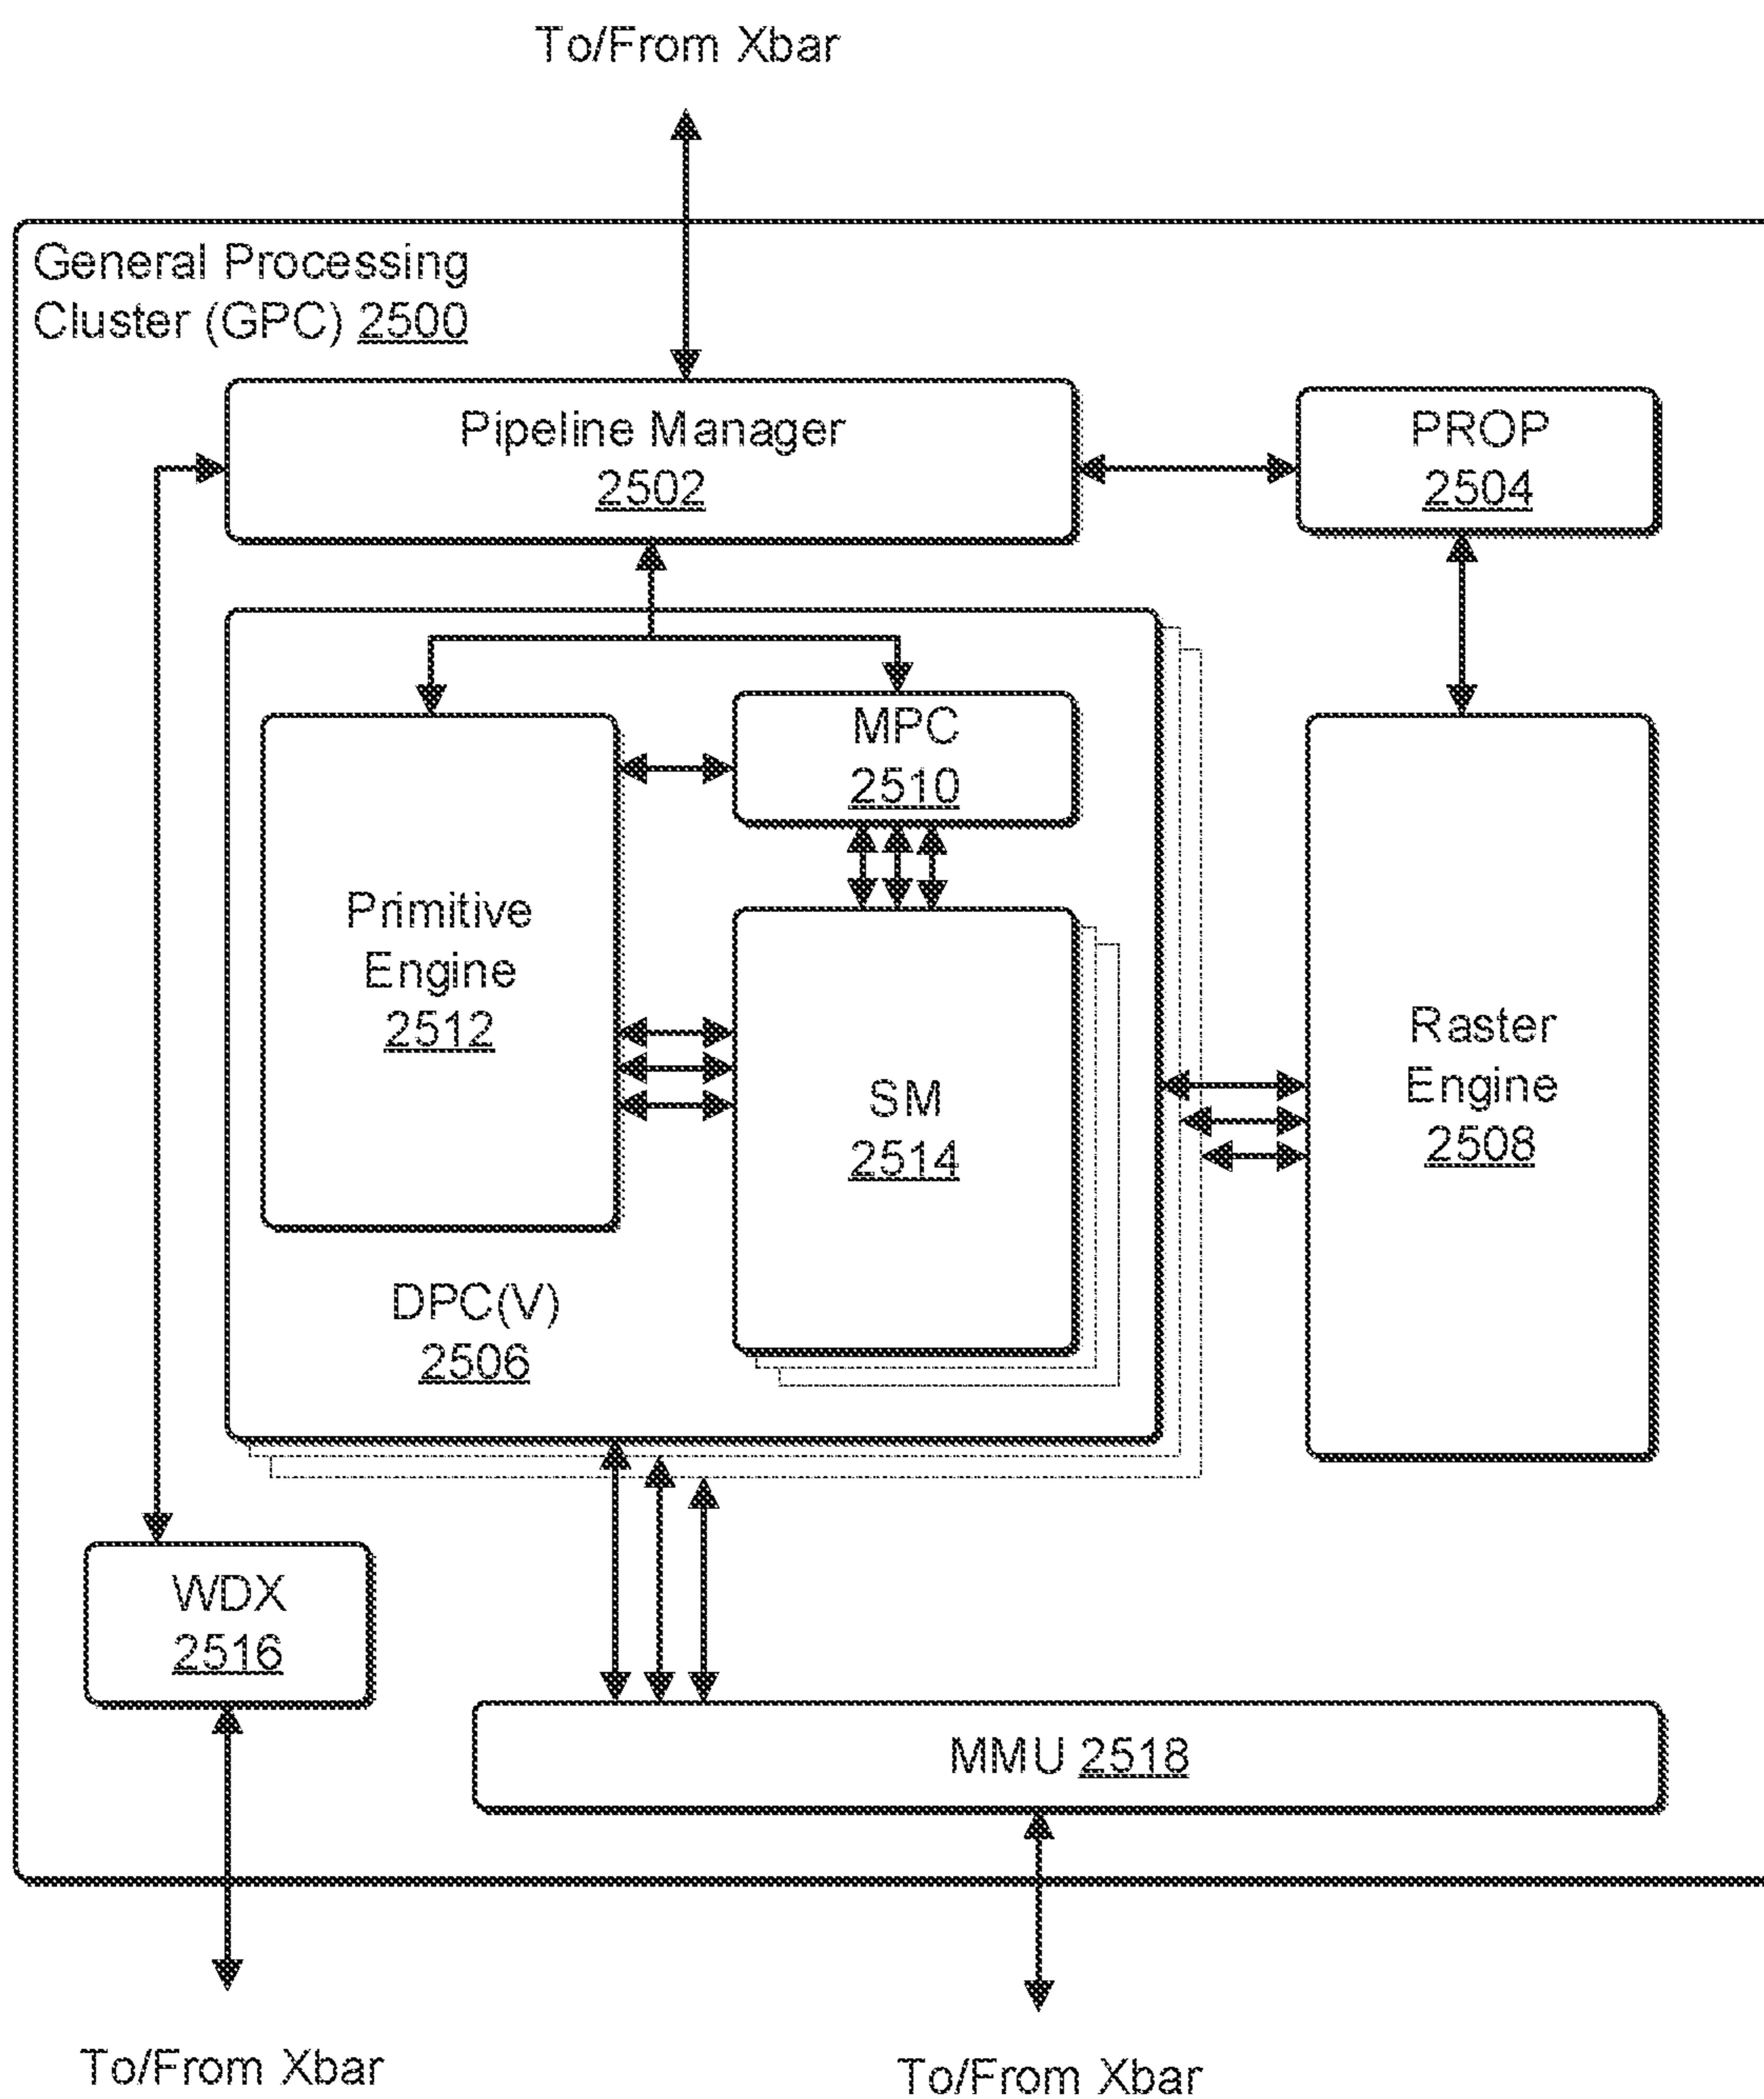 To/From Xbar
General Processing
Cluster (GPC) 2500
Pipeline Manager
2502
PROP
2504
MPC
2510
Primitive
Engine
2512
SM
2514
Raster
Engine
2508
DPC(V)
2506
WDX
2516
MMU 2518
To/From Xbar
To/From Xbar